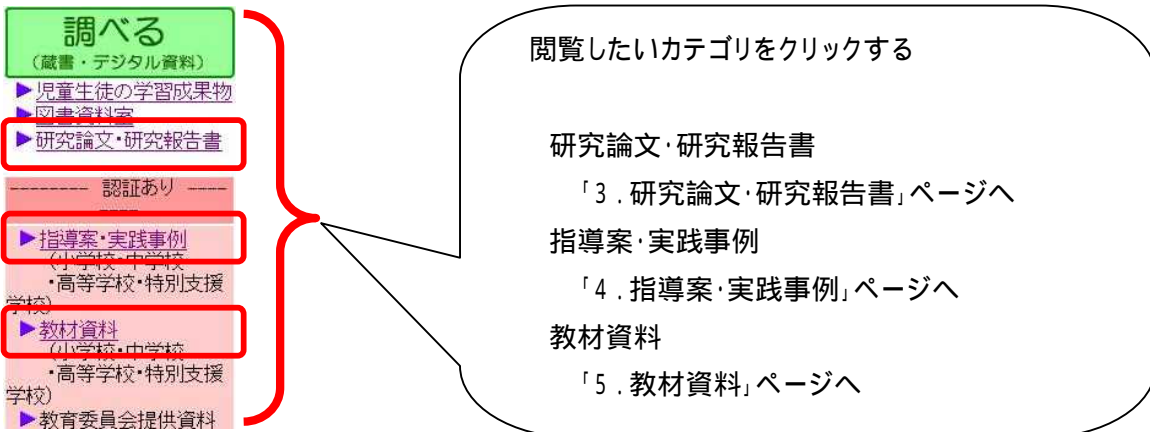 調べる
(蔵書・デジタル資料)
▶児童生徒の学習成果物
▶図書資料室
▶研究論文・研究報告書
-------- 認証あり ----
----
▶指導案・実践事例
(小学校・中学校
・高等学校・特別支援
学校)
▶教材資料
(小学校・中学校
・高等学校・特別支援
学校)
▶教育委員会提供資料
閲覧したいカテゴリをクリックする
研究論文・研究報告書
「3．研究論文・研究報告書」ページへ
指導案・実践事例
「4．指導案・実践事例」ページへ
教材資料
「5．教材資料」ページへ